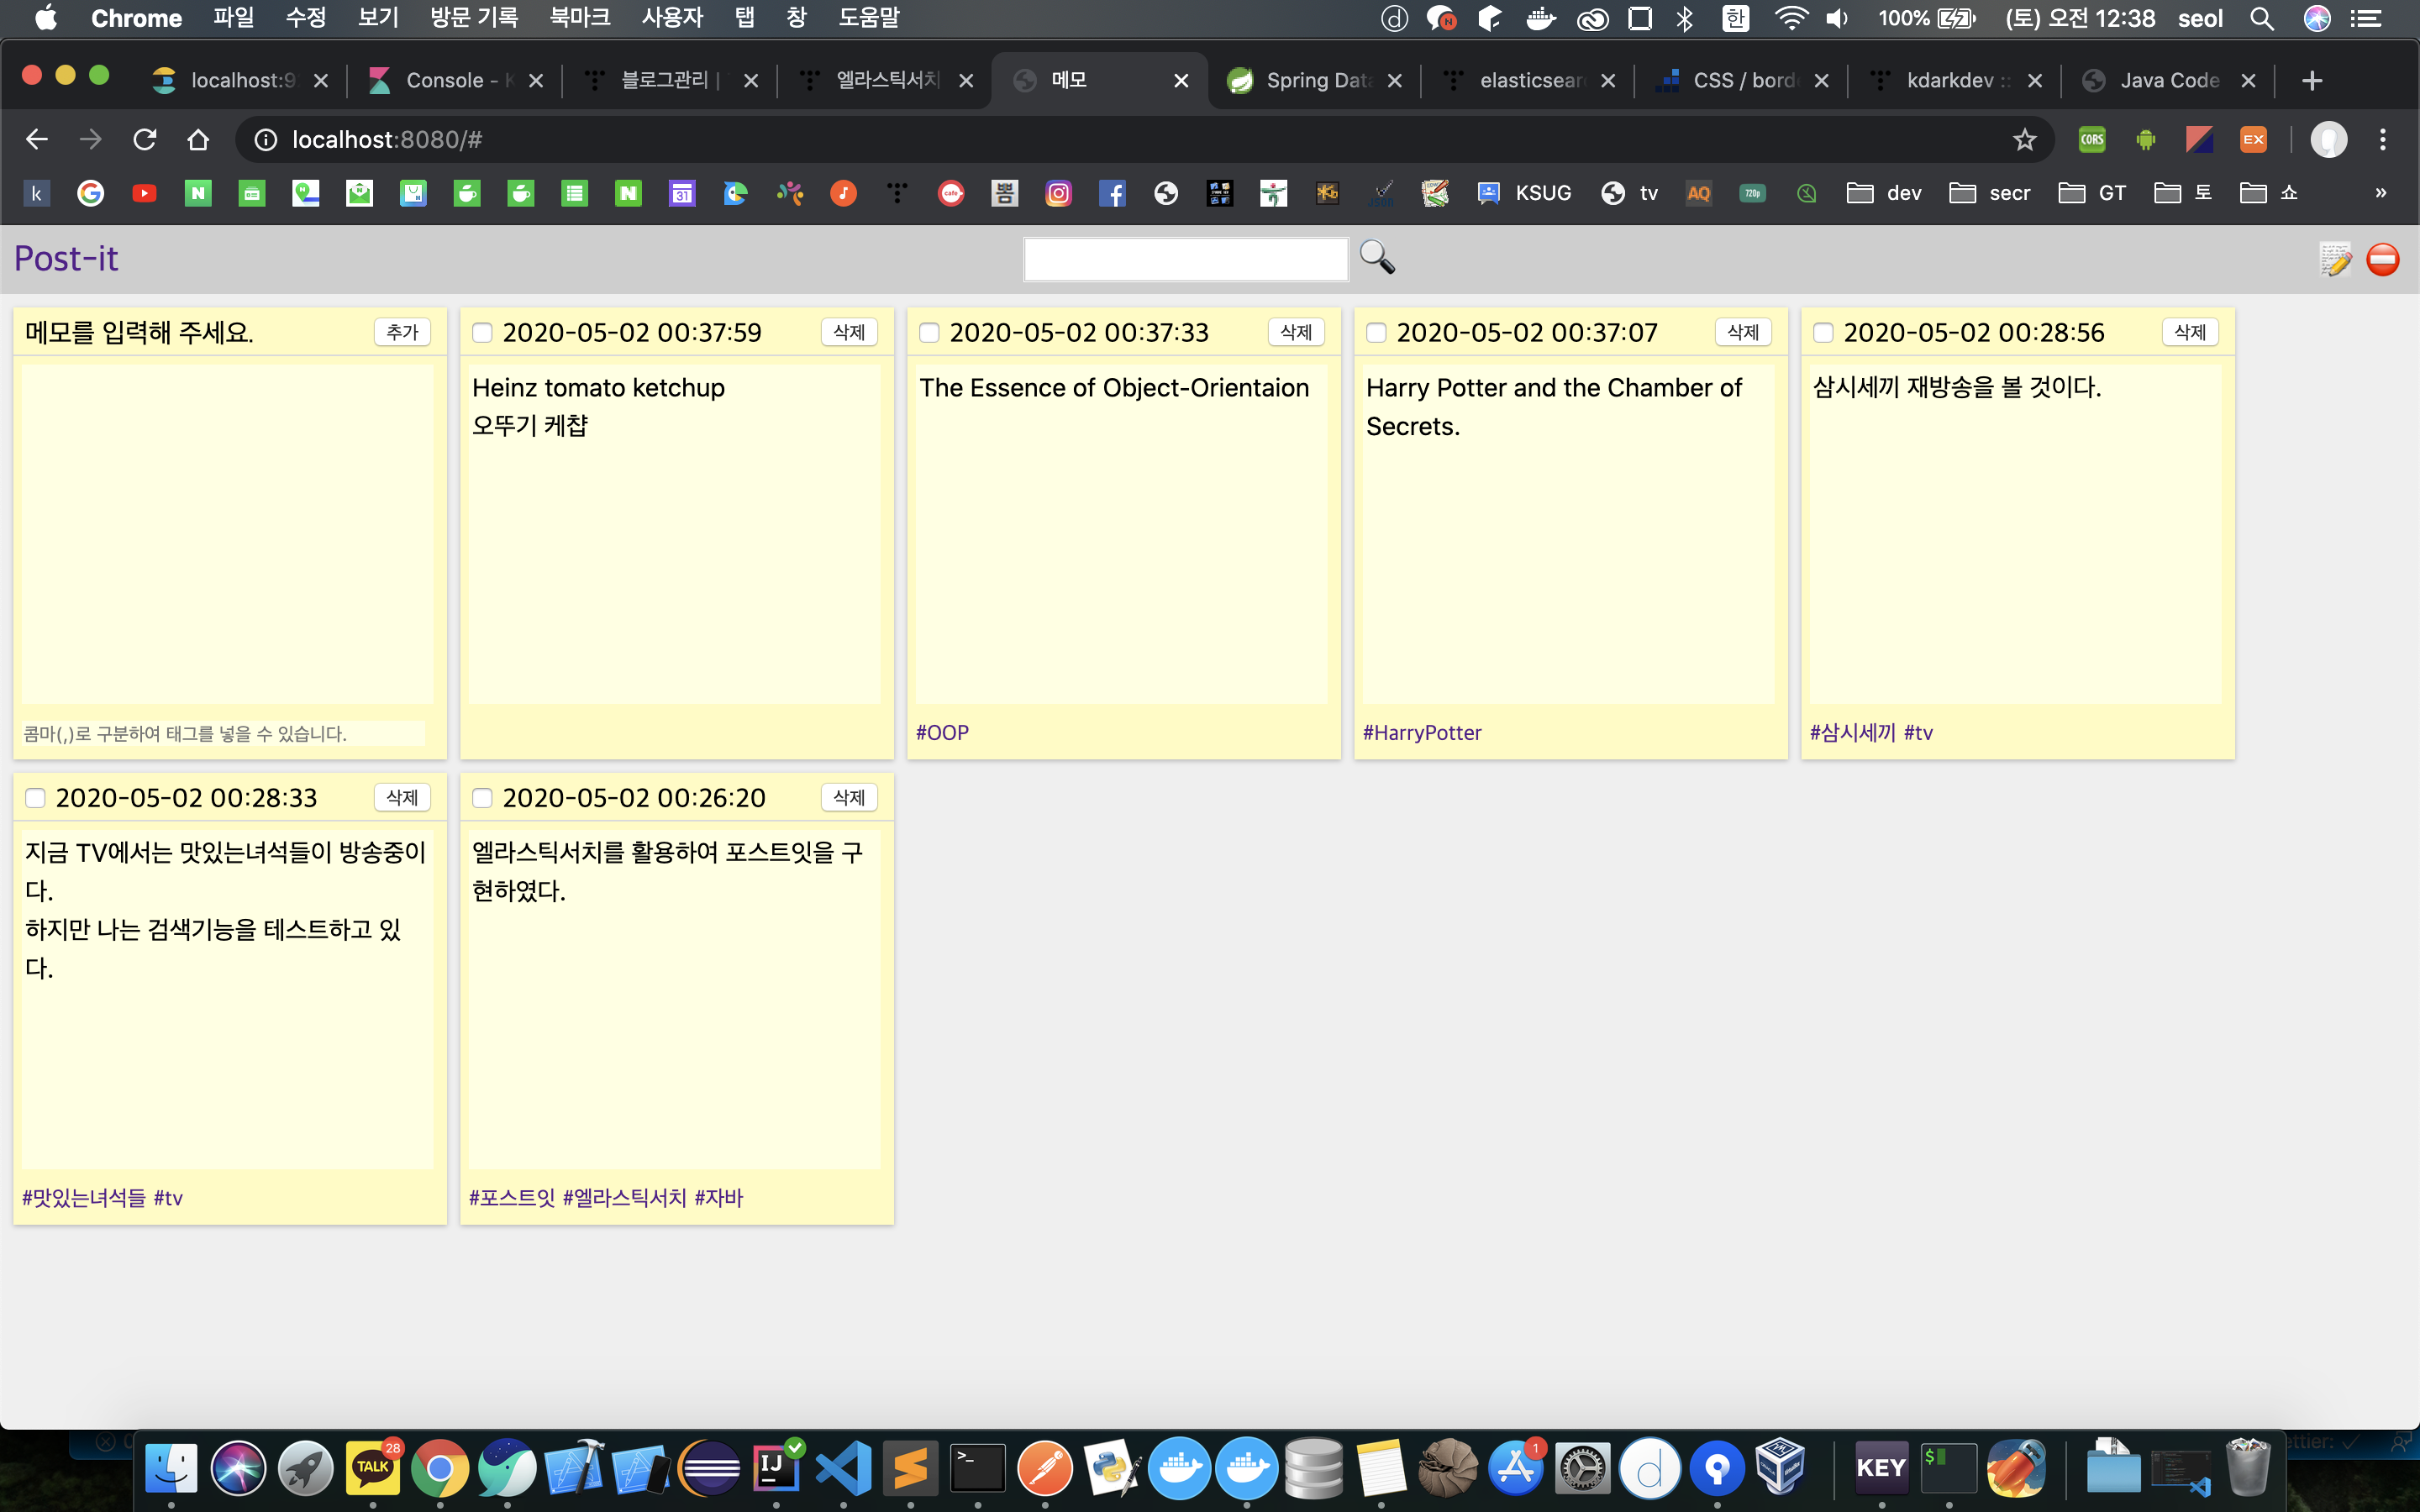 Chrome 파일 수정 보기 방문 기록 북마크 사용자 탭 창 도움말 한 100% (토) 오전 12:38 seol
localhost:9 Console - K 블로그관리 | 엘라스틱서치 메모 Spring Data elasticsear CSS / bord kdarkdev :: Java Code
localhost:8080/#
CORS EX
k N N 31 cafe 뽐 KSUG tv AQ 720p dev secr GT 토 쇼 »
Post-it
메모를 입력해 주세요. 추가
콤마(,)로 구분하여 태그를 넣을 수 있습니다.
2020-05-02 00:37:59 삭제
Heinz tomato ketchup
오뚜기 케챱
2020-05-02 00:37:33 삭제
The Essence of Object-Orientaion
#OOP
2020-05-02 00:37:07 삭제
Harry Potter and the Chamber of
Secrets.
#HarryPotter
2020-05-02 00:28:56 삭제
삼시세끼 재방송을 볼 것이다.
#삼시세끼 #tv
2020-05-02 00:28:33 삭제
지금 TV에서는 맛있는녀석들이 방송중이
다.
하지만 나는 검색기능을 테스트하고 있
다.
#맛있는녀석들 #tv
2020-05-02 00:26:20 삭제
엘라스틱서치를 활용하여 포스트잇을 구
현하였다.
#포스트잇 #엘라스틱서치 #자바
TALK 28 IJ 1 d KEY